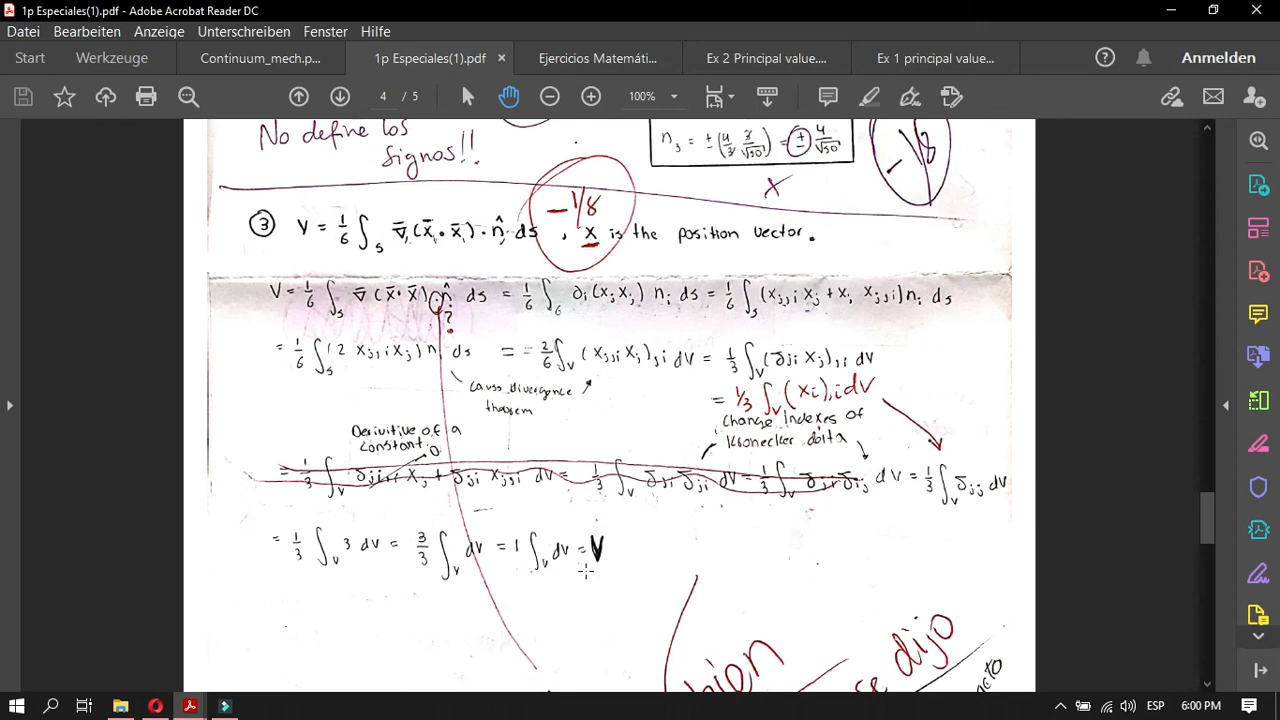 1p Especiales(1).pdf - Adobe Acrobat Reader DC
Datei Bearbeiten Anzeige Unterschreiben Fenster Hilfe
Start Werkzeuge Continuum_mech.p... 1p Especiales(1).pdf × Ejercicios Matemáti... Ex 2 Principal value.... Ex 1 principal value... Anmelden
4 / 5 100%
No define los
signos!!
n₃ = ±(4/3 3/√50) = ± 4/√50
-1/8
③ V = 1/6 ∫s ∇(x̄·x̄)·n̂ ds, x is the position vector.
V = 1/6 ∫s ∇(x̄·x̄)·n̂ ds = 1/6 ∫6 ∂i(xjxj) ni ds = 1/6 ∫s (xj,i xj + xj xj,i) ni ds
?
= 1/6 ∫s (2 xj,i xj) n ds = = 2/6 ∫v (xj,i xj),i dV = 1/3 ∫v (δji xj),i dV
Gauss divergence
theorem
= 1/3 ∫v (xi),i dV
Change indexes of
Kronecker delta
Derivitive of a
constant. 0
= 1/3 ∫v δji,i xj + δji xj,i dV = 1/3 ∫v δji δji dV = 1/3 ∫v δji δij dV = 1/3 ∫v δjj dV
= 1/3 ∫v 3 dV = 3/3 ∫v dV = 1 ∫v dV = V
se dijo
ESP 6:00 PM